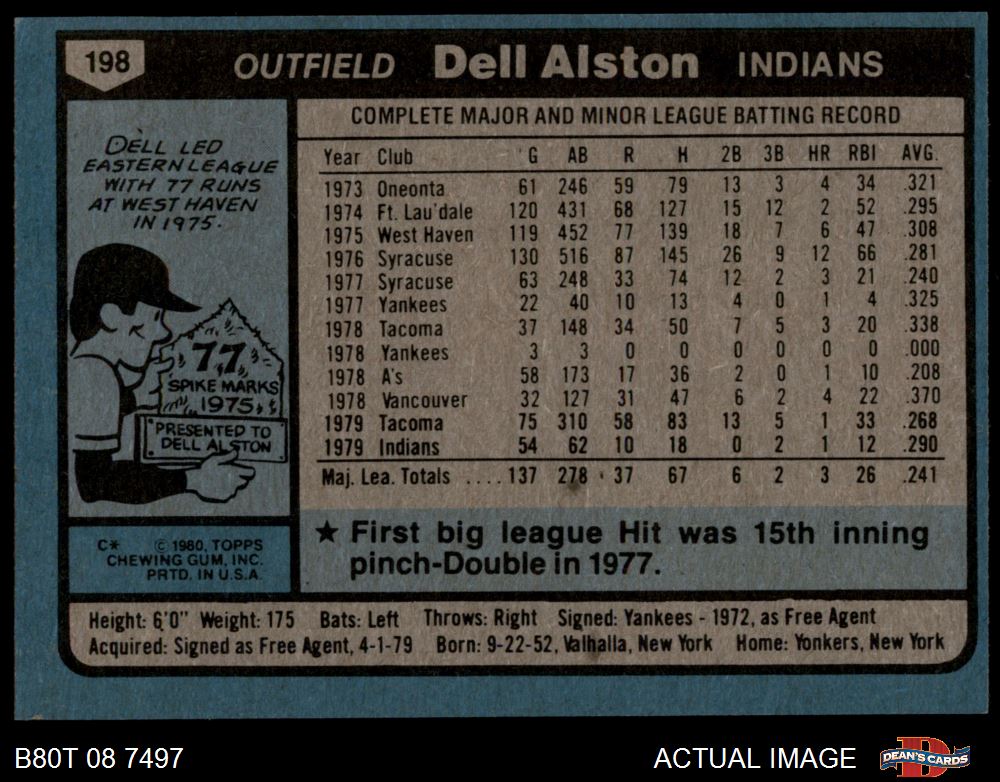 198 OUTFIELD Dell Alston INDIANS
DELL LED
EASTERN LEAGUE
WITH 77 RUNS
AT WEST HAVEN
IN 1975.
77
SPIKE MARKS
1975
PRESENTED TO
DELL ALSTON
C* © 1980, TOPPS
CHEWING GUM, INC.
PRTD. IN U.S.A.
COMPLETE MAJOR AND MINOR LEAGUE BATTING RECORD
Year Club G AB R H 2B 3B HR RBI AVG.
1973 Oneonta 61 246 59 79 13 3 4 34 .321
1974 Ft. Lau'dale 120 431 68 127 15 12 2 52 .295
1975 West Haven 119 452 77 139 18 7 6 47 .308
1976 Syracuse 130 516 87 145 26 9 12 66 .281
1977 Syracuse 63 248 33 74 12 2 3 21 .240
1977 Yankees 22 40 10 13 4 0 1 4 .325
1978 Tacoma 37 148 34 50 7 5 3 20 .338
1978 Yankees 3 3 0 0 0 0 0 0 .000
1978 A's 58 173 17 36 2 0 1 10 .208
1978 Vancouver 32 127 31 47 6 2 4 22 .370
1979 Tacoma 75 310 58 83 13 5 1 33 .268
1979 Indians 54 62 10 18 0 2 1 12 .290
Maj. Lea. Totals .... 137 278 37 67 6 2 3 26 .241
★ First big league Hit was 15th inning
pinch-Double in 1977.
Height: 6'0" Weight: 175 Bats: Left Throws: Right Signed: Yankees - 1972, as Free Agent
Acquired: Signed as Free Agent, 4-1-79 Born: 9-22-52, Valhalla, New York Home: Yonkers, New York
B80T 08 7497 ACTUAL IMAGE D DEAN'S CARDS